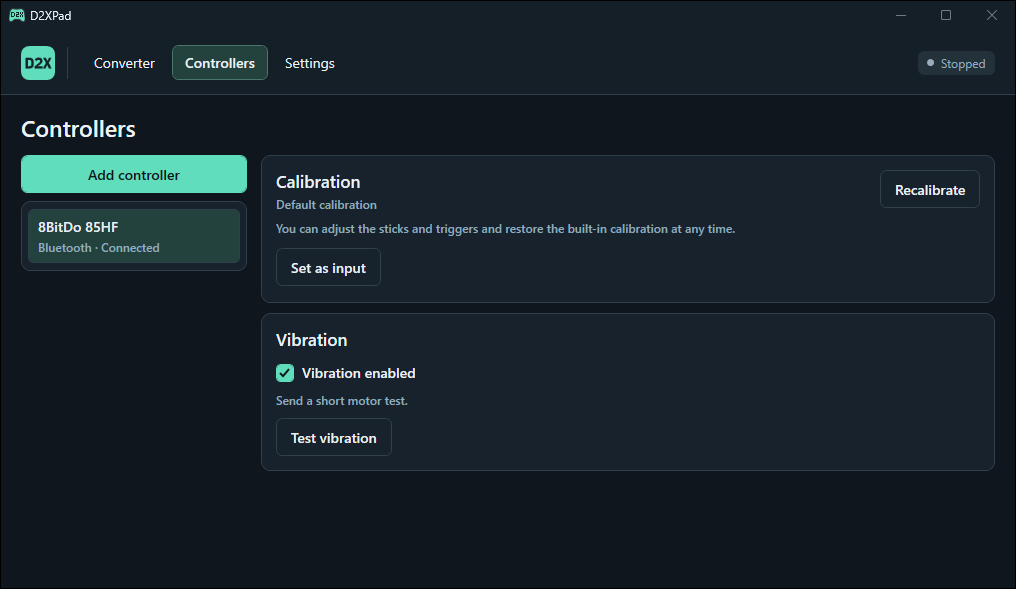 D2X D2XPad
D2X Converter Controllers Settings Stopped
Controllers
Add controller
8BitDo 85HF
Bluetooth · Connected
Calibration
Default calibration
You can adjust the sticks and triggers and restore the built-in calibration at any time.
Recalibrate
Set as input
Vibration
Vibration enabled
Send a short motor test.
Test vibration